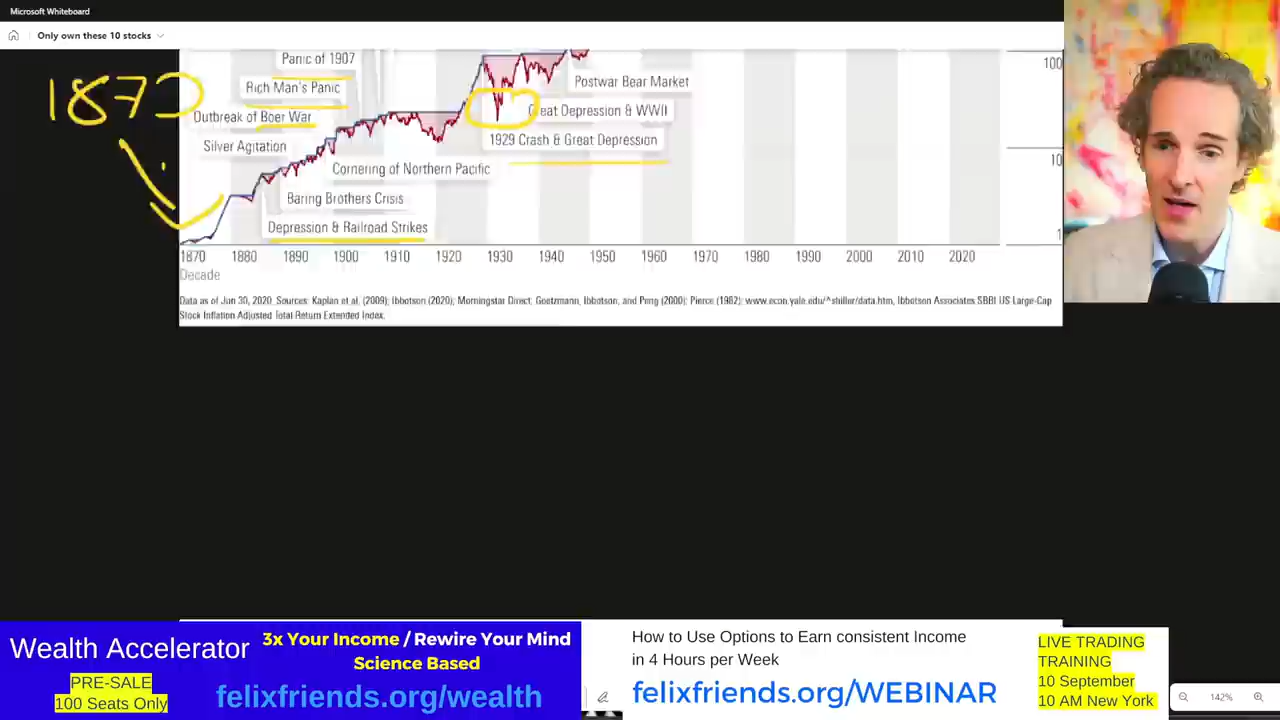 Microsoft Whiteboard
Only own these 10 stocks
1873
Panic of 1907
Rich Man's Panic
Outbreak of Boer War
Silver Agitation
Cornering of Northern Pacific
Baring Brothers Crisis
Depression & Railroad Strikes
Postwar Bear Market
Great Depression & WWII
1929 Crash & Great Depression
100
10
1
1870 1880 1890 1900 1910 1920 1930 1940 1950 1960 1970 1980 1990 2000 2010 2020
Decade
Data as of Jun 30, 2020. Sources: Kaplan et al. (2009); Ibbotson (2020); Morningstar Direct; Goetzmann, Ibbotson, and Peng (2000); Pierce (1982); www.econ.yale.edu/~shiller/data.htm, Ibbotson Associates SBBI US Large-Cap
Stock Inflation Adjusted Total Return Extended Index.
Wealth Accelerator
PRE-SALE
100 Seats Only
3x Your Income / Rewire Your Mind
Science Based
felixfriends.org/wealth
How to Use Options to Earn consistent Income
in 4 Hours per Week
felixfriends.org/WEBINAR
LIVE TRADING
TRAINING
10 September
10 AM New York
142%